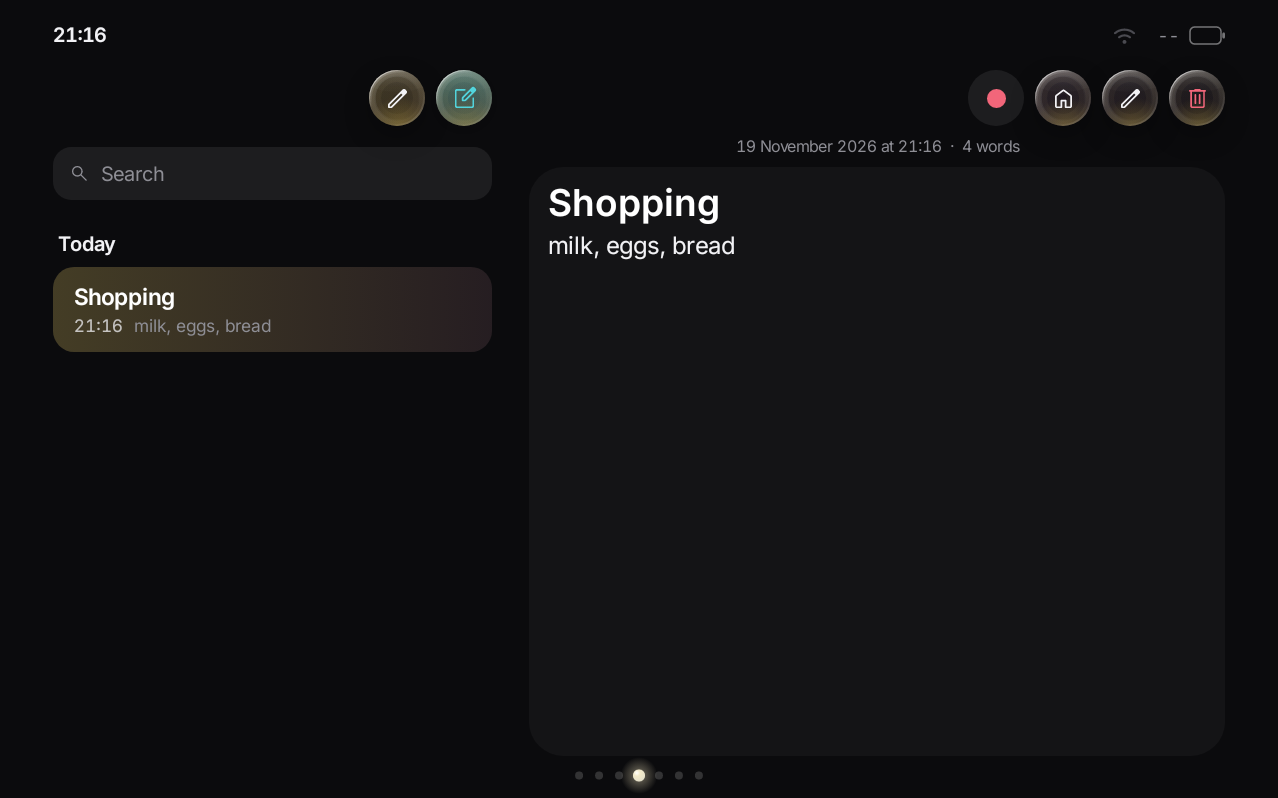 21:16
--
19 November 2026 at 21:16 · 4 words
Search
Today
Shopping
21:16 milk, eggs, bread
Shopping
milk, eggs, bread